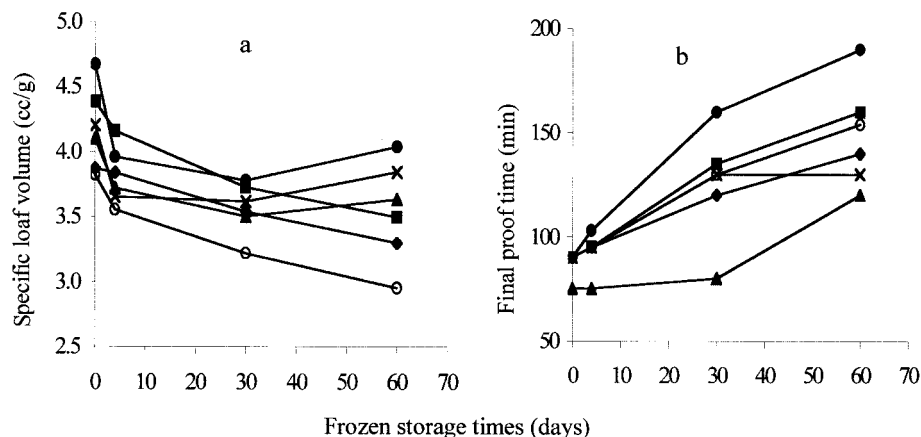 a
Specific loaf volume (cc/g)
5.0
4.5
4.0
3.5
3.0
2.5
0 10 20 30 40 50 60 70
b
Final proof time (min)
200
150
100
50
0 10 20 30 40 50 60 70
Frozen storage times (days)